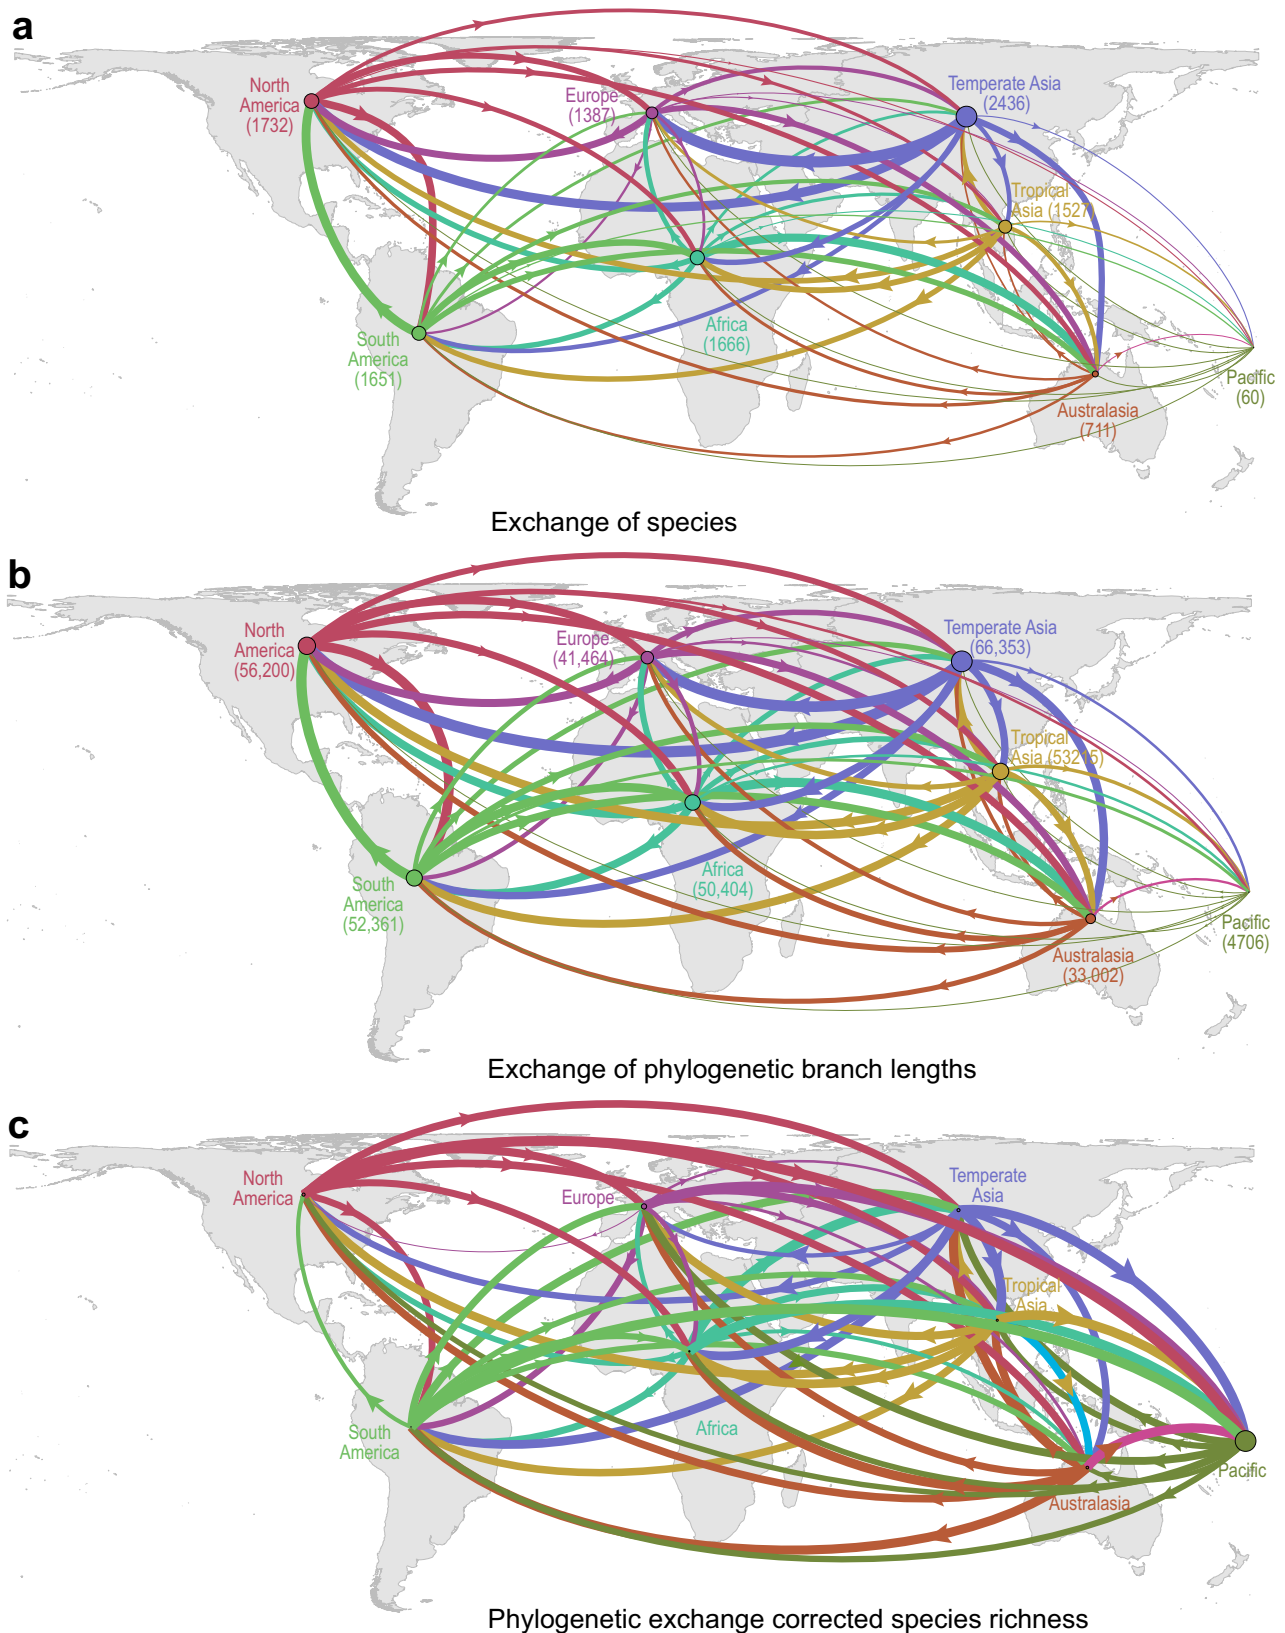 a
North
America
(1732)
Europe
(1387)
Temperate Asia
(2436)
Tropical
Asia (1527)
South
America
(1651)
Africa
(1666)
Pacific
(60)
Australasia
(711)
Exchange of species
b
North
America
(56,200)
Europe
(41,464)
Temperate Asia
(66,353)
Tropical
Asia (53215)
South
America
(52,361)
Africa
(50,404)
Pacific
(4706)
Australasia
(33,002)
Exchange of phylogenetic branch lengths
c
North
America
Europe
Temperate
Asia
Tropical
Asia
South
America
Africa
Pacific
Australasia
Phylogenetic exchange corrected species richness